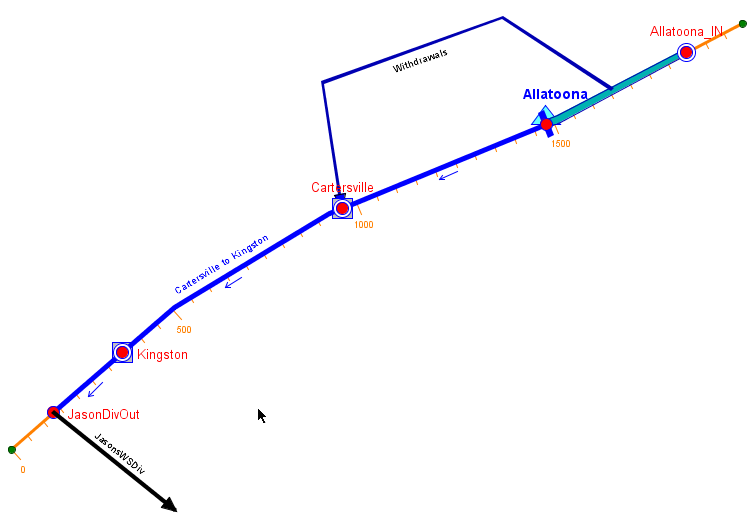 Allatoona_IN
Withdrawals
Allatoona
1500
Cartersville
1000
Cartersville to Kingston
500
Kingston
JasonDivOut
JasonsWSDiv
0